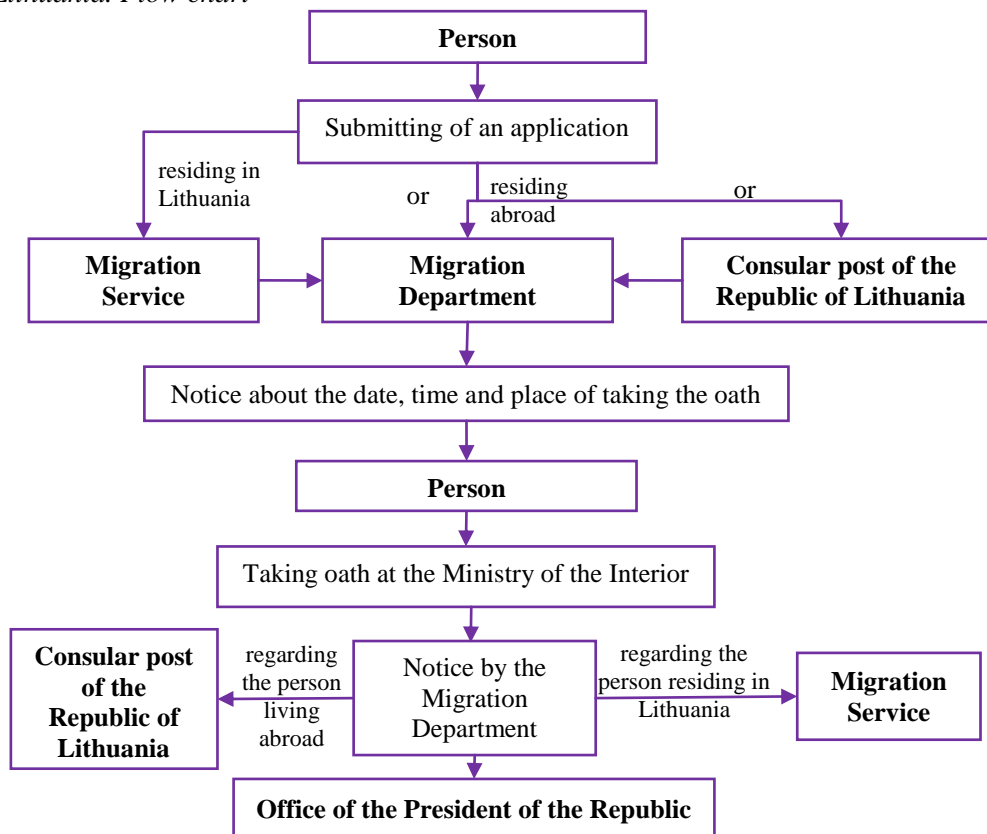 Lithuania. Flow chart
Person
Submitting of an application
residing in
Lithuania
or
residing
abroad
or
Migration
Service
Migration
Department
Consular post of the
Republic of Lithuania
Notice about the date, time and place of taking the oath
Person
Taking oath at the Ministry of the Interior
Consular post
of the
Republic of
Lithuania
regarding
the person
living
abroad
Notice by the
Migration
Department
regarding the
person residing in
Lithuania
Migration
Service
Office of the President of the Republic